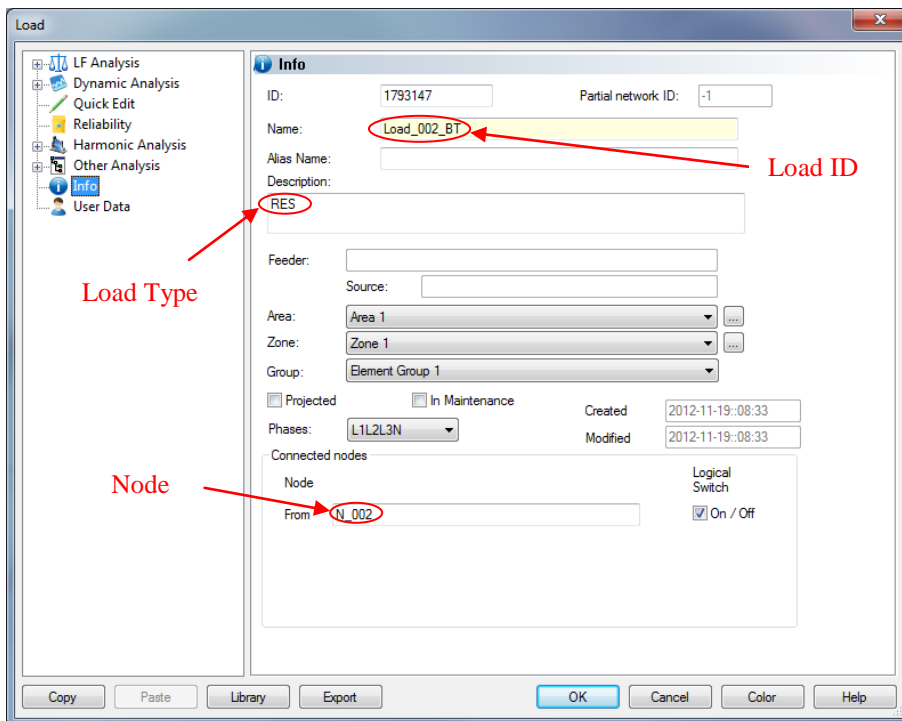 Load
LF Analysis
Dynamic Analysis
Quick Edit
Reliability
Harmonic Analysis
Other Analysis
Info
User Data
Info
ID: 1793147 Partial network ID: -1
Name: Load_002_BT
Load ID
Alias Name:
Description:
RES
Load Type
Feeder:
Source:
Area: Area 1 ...
Zone: Zone 1 ...
Group: Element Group 1
Projected In Maintenance
Created 2012-11-19::08:33
Phases: L1L2L3N
Modified 2012-11-19::08:33
Connected nodes
Node
Node
Logical
Switch
From N_002 On / Off
Copy Paste Library Export OK Cancel Color Help